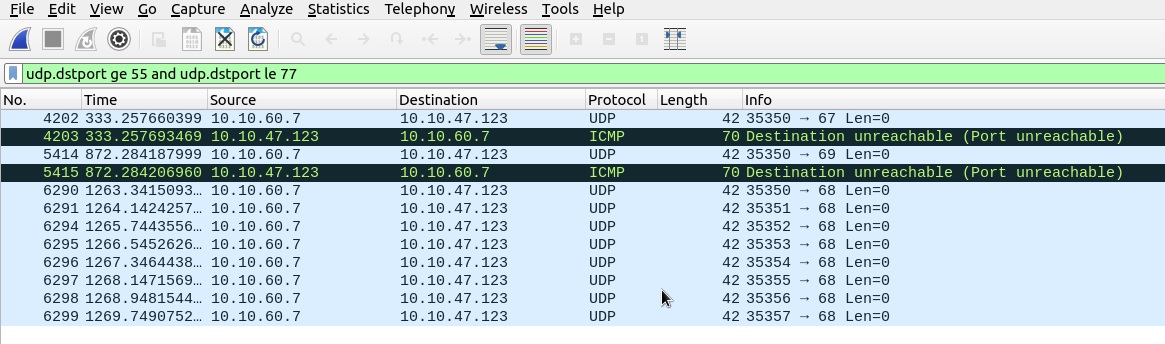 File Edit View Go Capture Analyze Statistics Telephony Wireless Tools Help
udp.dstport ge 55 and udp.dstport le 77
No. Time Source Destination Protocol Length Info
4202 333.257660399 10.10.60.7 10.10.47.123 UDP 42 35350 → 67 Len=0
4203 333.257693469 10.10.47.123 10.10.60.7 ICMP 70 Destination unreachable (Port unreachable)
5414 872.284187999 10.10.60.7 10.10.47.123 UDP 42 35350 → 69 Len=0
5415 872.284206960 10.10.47.123 10.10.60.7 ICMP 70 Destination unreachable (Port unreachable)
6290 1263.3415093… 10.10.60.7 10.10.47.123 UDP 42 35350 → 68 Len=0
6291 1264.1424257… 10.10.60.7 10.10.47.123 UDP 42 35351 → 68 Len=0
6294 1265.7443556… 10.10.60.7 10.10.47.123 UDP 42 35352 → 68 Len=0
6295 1266.5452626… 10.10.60.7 10.10.47.123 UDP 42 35353 → 68 Len=0
6296 1267.3464438… 10.10.60.7 10.10.47.123 UDP 42 35354 → 68 Len=0
6297 1268.1471569… 10.10.60.7 10.10.47.123 UDP 42 35355 → 68 Len=0
6298 1268.9481544… 10.10.60.7 10.10.47.123 UDP 42 35356 → 68 Len=0
6299 1269.7490752… 10.10.60.7 10.10.47.123 UDP 42 35357 → 68 Len=0